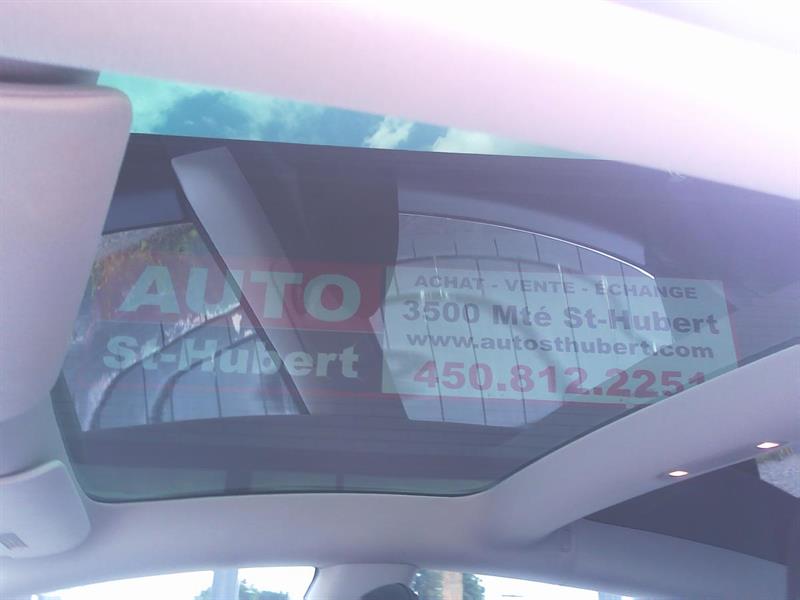 AUTO
St-Hubert
ACHAT - VENTE - ÉCHANGE
3500 Mté St-Hubert
www.autosthubert.com
450.812.2251